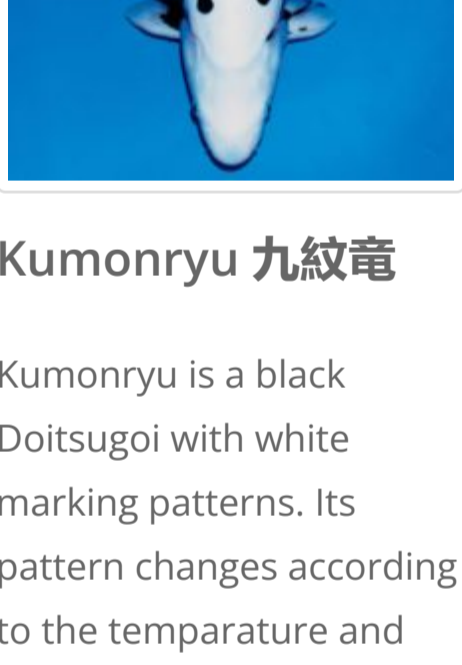 Kumonryu 九紋竜
Kumonryu is a black
Doitsugoi with white
marking patterns. Its
pattern changes according
to the temparature and